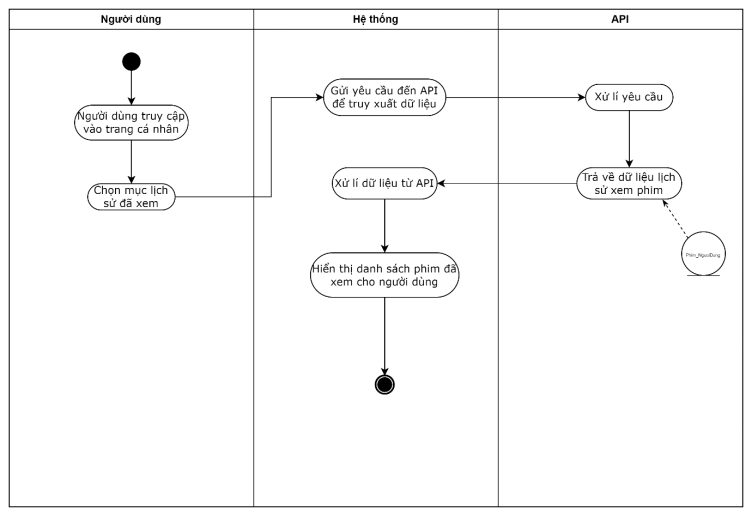 Người dùng
Hệ thống
API
Người dùng truy cập
vào trang cá nhân
Chọn mục lịch
sử đã xem
Gửi yêu cầu đến API
để truy xuất dữ liệu
Xử lí yêu cầu
Trả về dữ liệu lịch
sử xem phim
Phim_NguoiDung
Xử lí dữ liệu từ API
Hiển thị danh sách phim đã
xem cho người dùng